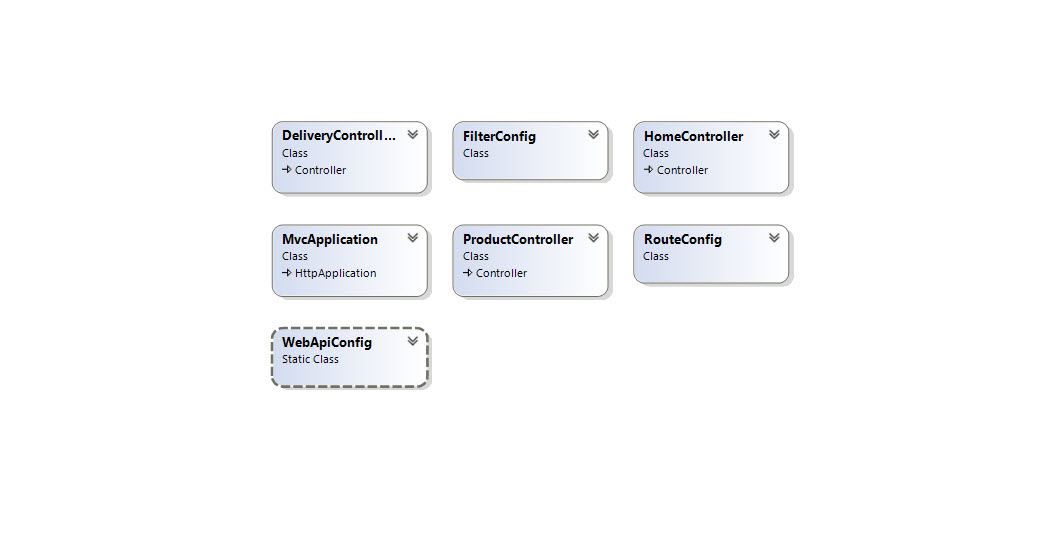 DeliveryControll...
Class
Controller
FilterConfig
Class
HomeController
Class
Controller
MvcApplication
Class
HttpApplication
ProductController
Class
Controller
RouteConfig
Class
WebApiConfig
Static Class